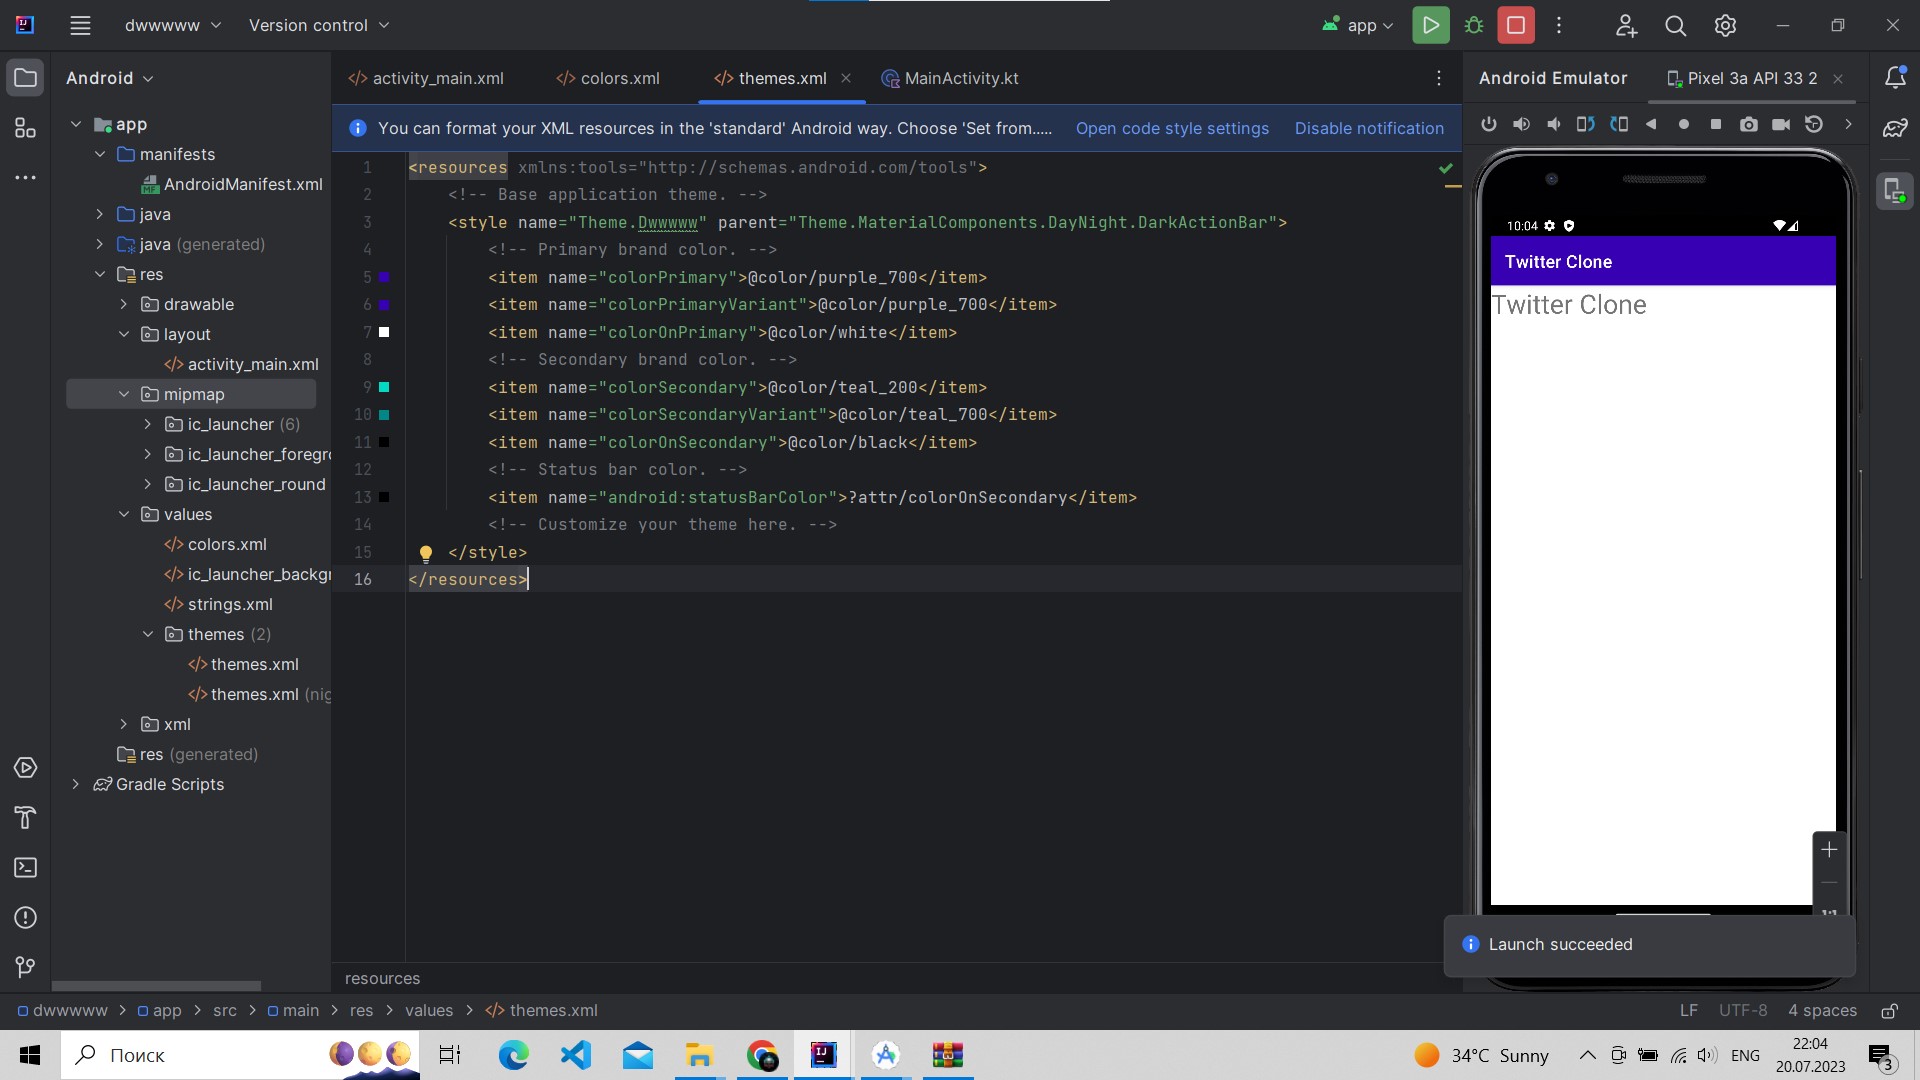 dwwwww
Version control
app
Android
activity_main.xml
colors.xml
themes.xml
MainActivity.kt
Android Emulator
Pixel 3a API 33 2
You can format your XML resources in the 'standard' Android way. Choose 'Set from.....
Open code style settings
Disable notification
app
manifests
AndroidManifest.xml
java
java (generated)
res
drawable
layout
activity_main.xml
mipmap
ic_launcher (6)
ic_launcher_foregr
ic_launcher_round
values
colors.xml
ic_launcher_backgr
strings.xml
themes (2)
themes.xml
themes.xml (nig
xml
res (generated)
Gradle Scripts
1 <resources xmlns:tools="http://schemas.android.com/tools">
2 <!-- Base application theme. -->
3 <style name="Theme.Dwwwww" parent="Theme.MaterialComponents.DayNight.DarkActionBar">
4 <!-- Primary brand color. -->
5 <item name="colorPrimary">@color/purple_700</item>
6 <item name="colorPrimaryVariant">@color/purple_700</item>
7 <item name="colorOnPrimary">@color/white</item>
8 <!-- Secondary brand color. -->
9 <item name="colorSecondary">@color/teal_200</item>
10 <item name="colorSecondaryVariant">@color/teal_700</item>
11 <item name="colorOnSecondary">@color/black</item>
12 <!-- Status bar color. -->
13 <item name="android:statusBarColor">?attr/colorOnSecondary</item>
14 <!-- Customize your theme here. -->
15 </style>
16 </resources>
10:04
Twitter Clone
Twitter Clone
Launch succeeded
resources
dwwwww > app > src > main > res > values > themes.xml
LF UTF-8 4 spaces
Поиск
34°C Sunny
ENG
22:04
20.07.2023
3